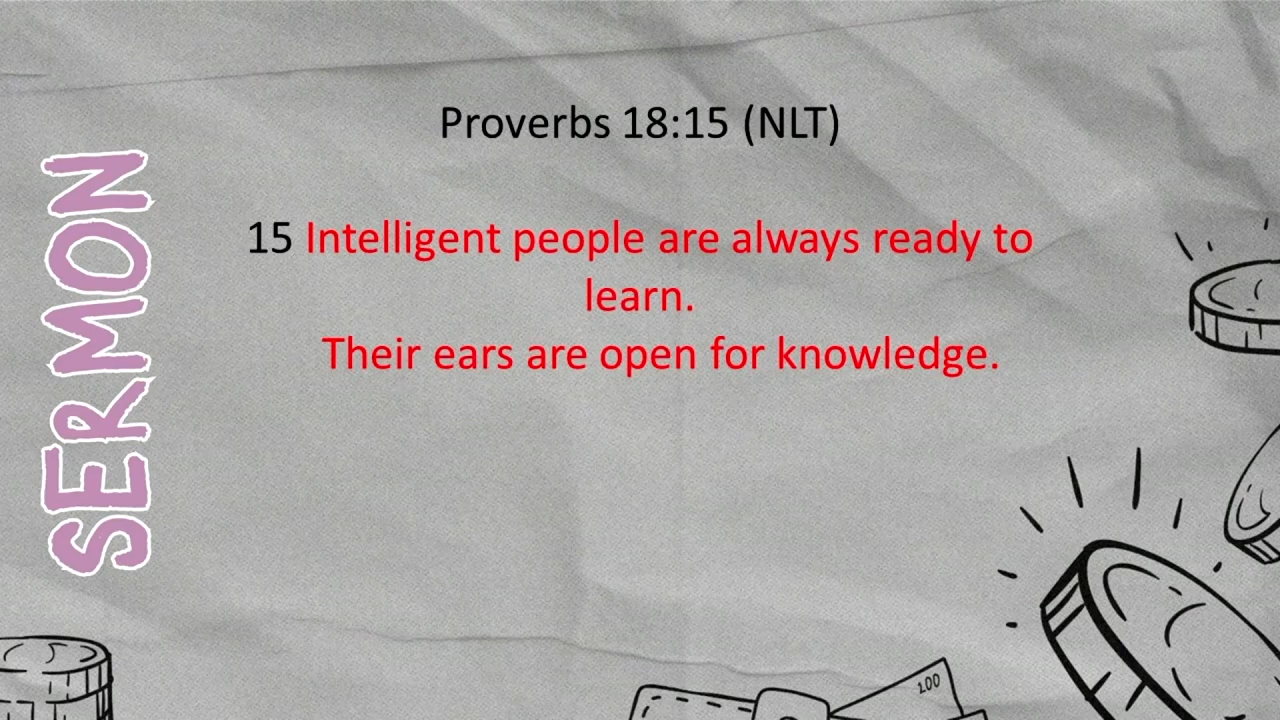 SERMON
Proverbs 18:15 (NLT)
15 Intelligent people are always ready to
learn.
Their ears are open for knowledge.
100